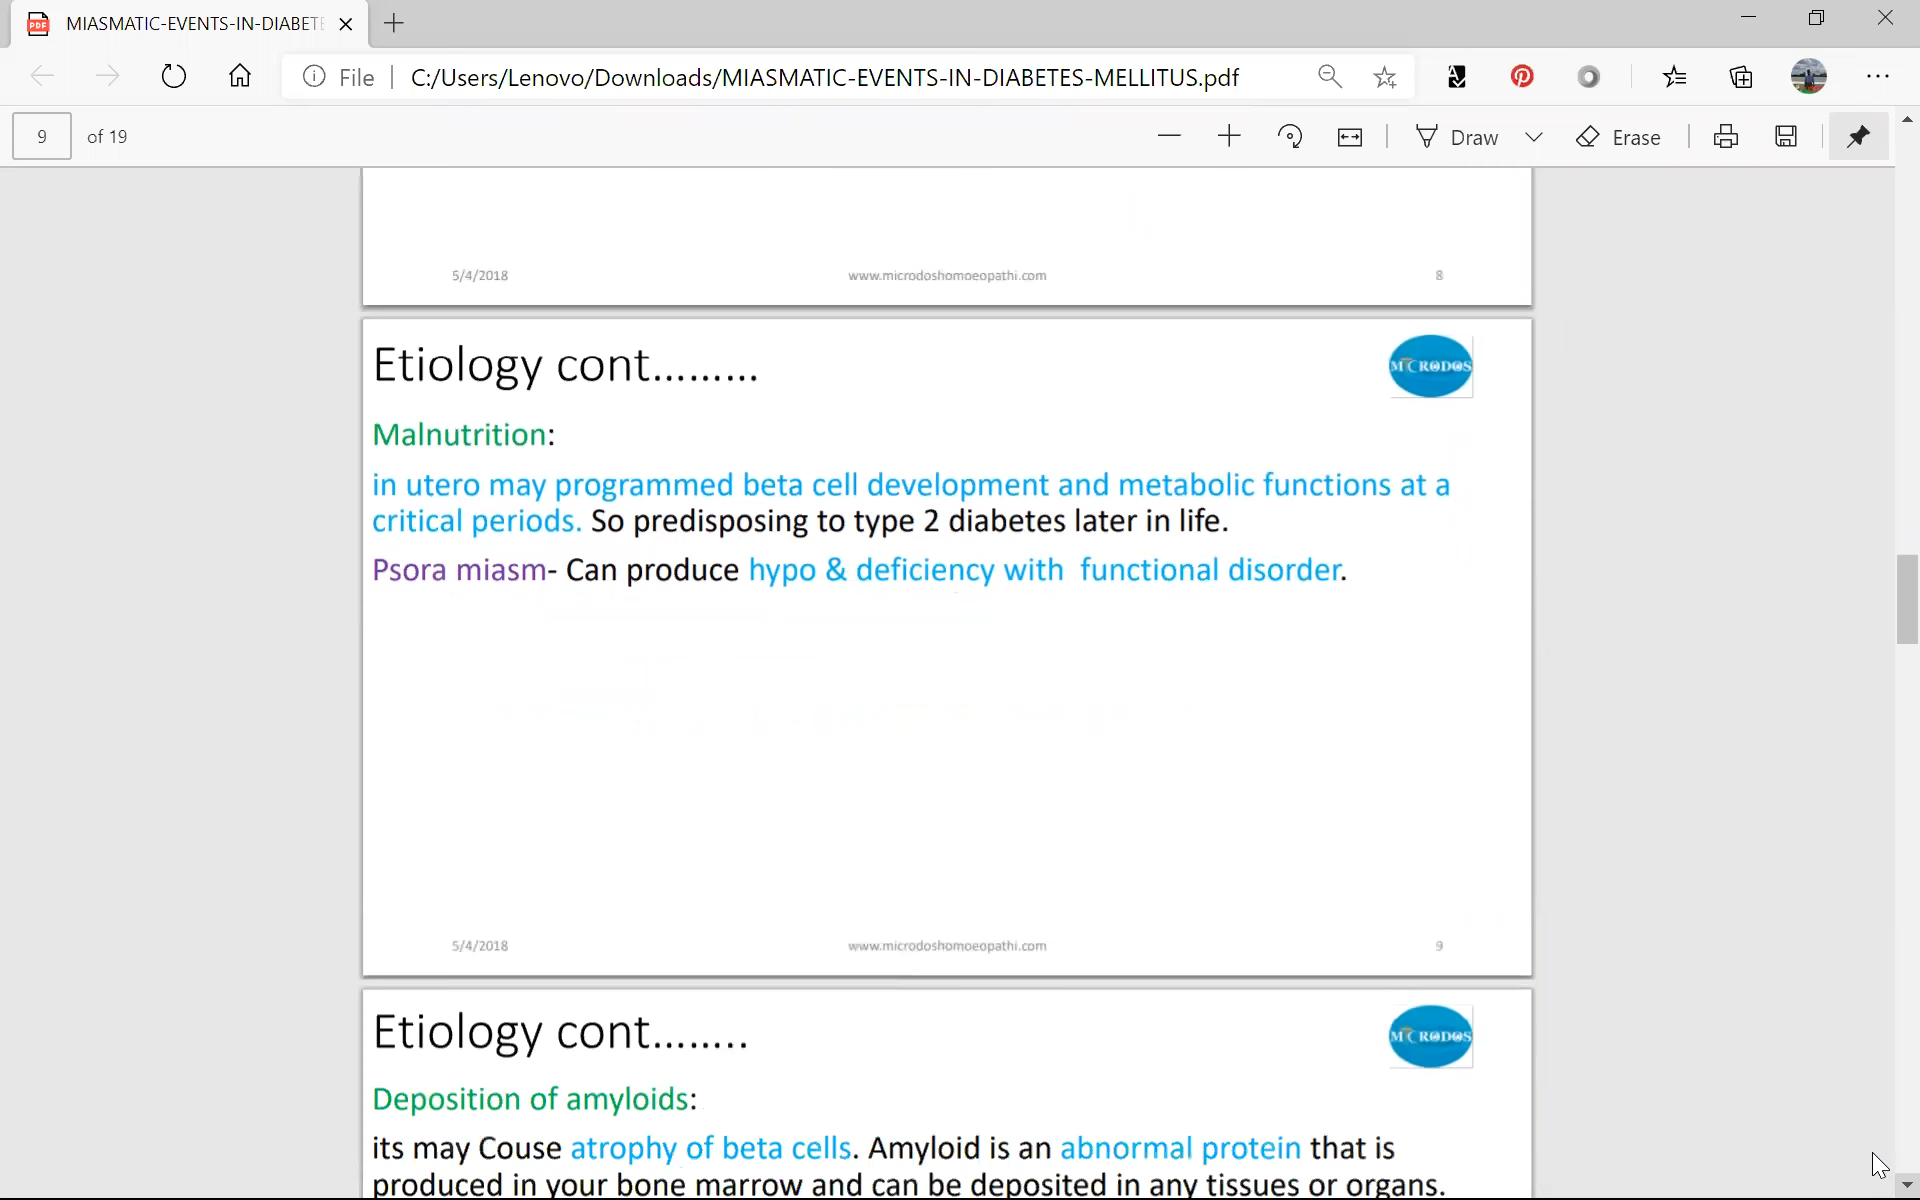 MIASMATIC-EVENTS-IN-DIABETE
File C:/Users/Lenovo/Downloads/MIASMATIC-EVENTS-IN-DIABETES-MELLITUS.pdf
9 of 19 Draw Erase
5/4/2018 www.microdoshomoeopathi.com 8
Etiology cont.........
MICRODOS
Malnutrition:
in utero may programmed beta cell development and metabolic functions at a
critical periods. So predisposing to type 2 diabetes later in life.
Psora miasm- Can produce hypo & deficiency with functional disorder.
5/4/2018 www.microdoshomoeopathi.com 9
Etiology cont........
MICRODOS
Deposition of amyloids:
its may Couse atrophy of beta cells. Amyloid is an abnormal protein that is
produced in your bone marrow and can be deposited in any tissues or organs.